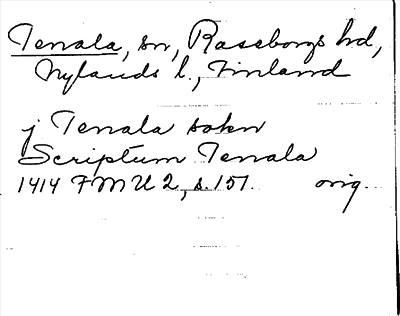 Tenala, sn, Raseborgs hd,
Nylands l., Finland
j Tenala sokn
Scriptum Tenala
1414 FMU 2, s. 151. orig.